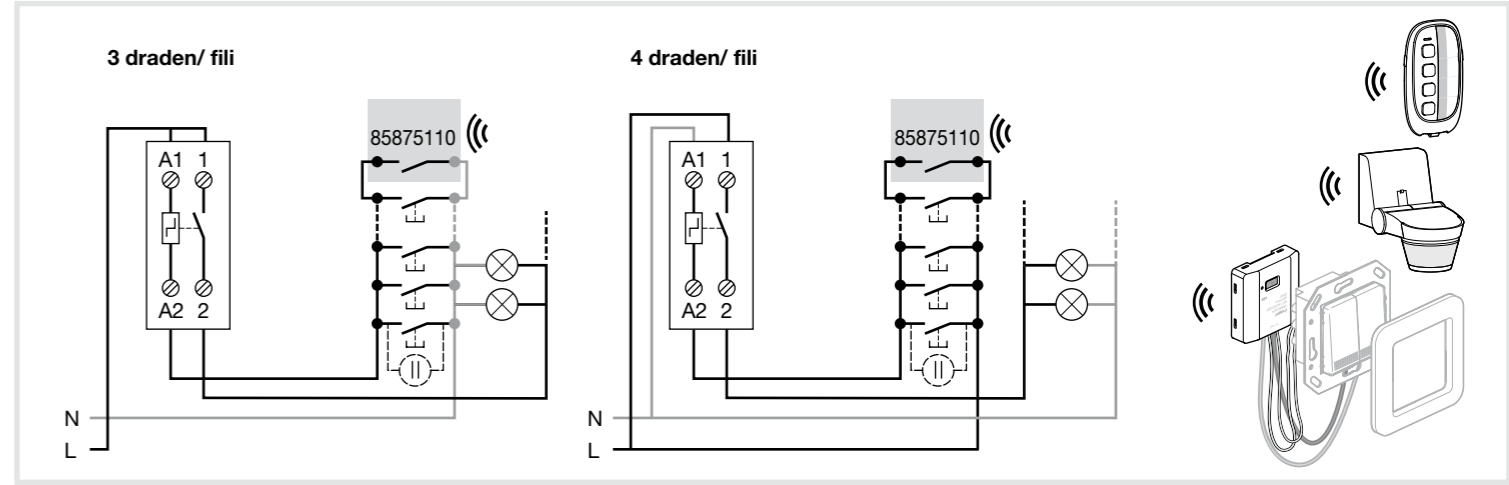 3 draden/ fili
85875110
A1 1
A2 2
N
L
4 draden/ fili
85875110
A1 1
A2 2
N
L